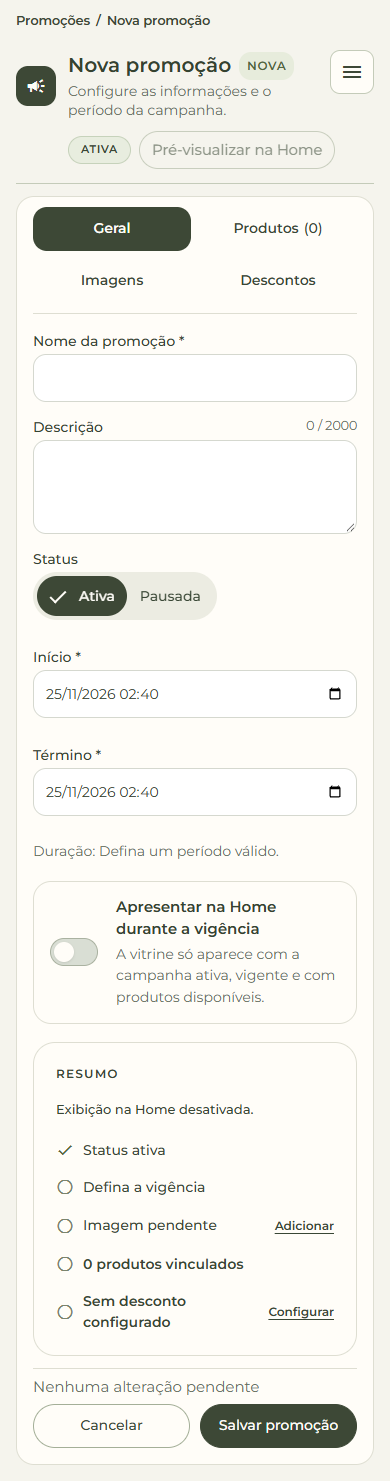 Promoções / Nova promoção
Nova promoção NOVA
Configure as informações e o
período da campanha.
ATIVA Pré-visualizar na Home
Geral Produtos (0)
Imagens Descontos
Nome da promoção *
Descrição 0 / 2000
Status
Ativa Pausada
Início *
25/11/2026 02:40
Término *
25/11/2026 02:40
Duração: Defina um período válido.
Apresentar na Home
durante a vigência
A vitrine só aparece com a
campanha ativa, vigente e com
produtos disponíveis.
RESUMO
Exibição na Home desativada.
Status ativa
Defina a vigência
Imagem pendente Adicionar
0 produtos vinculados
Sem desconto
configurado Configurar
Nenhuma alteração pendente
Cancelar Salvar promoção